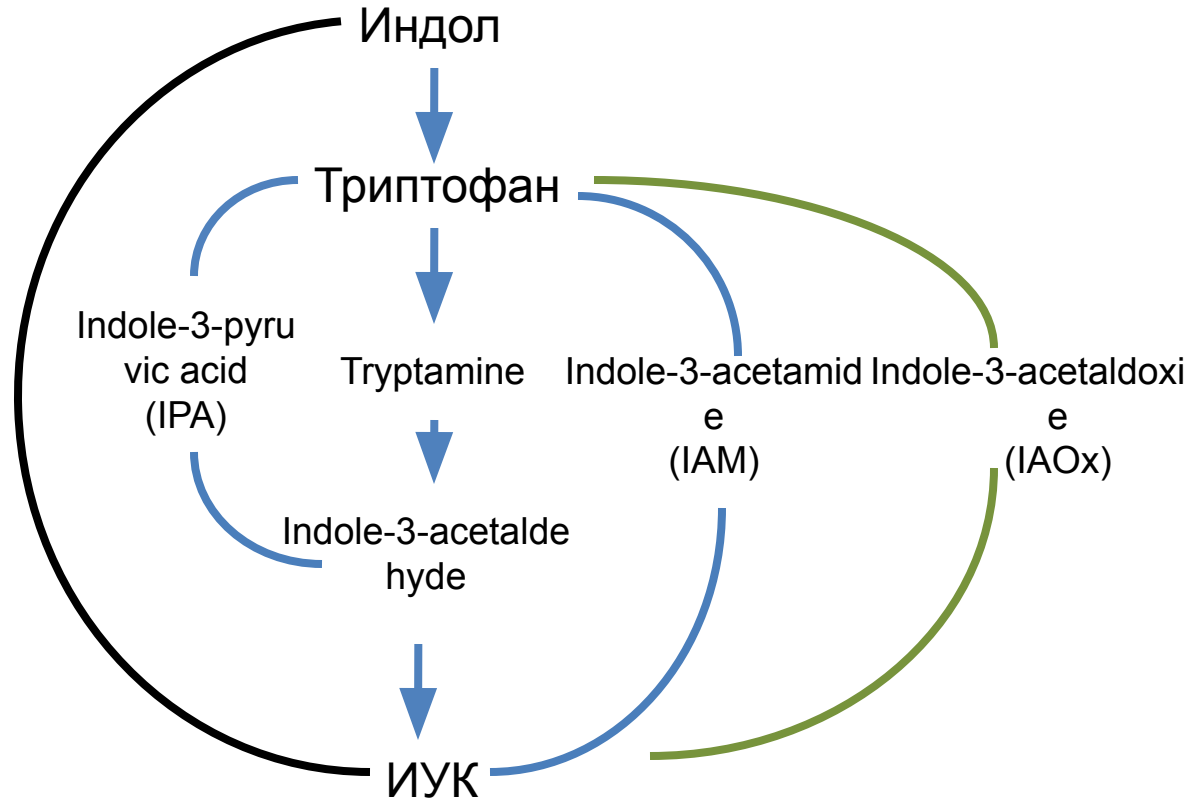 Индол
Триптофан
Indole-3-pyru
vic acid
(IPA)
Tryptamine
Indole-3-acetamid
e
(IAM)
Indole-3-acetaldoxi
e
(IAOx)
Indole-3-acetalde
hyde
ИУК